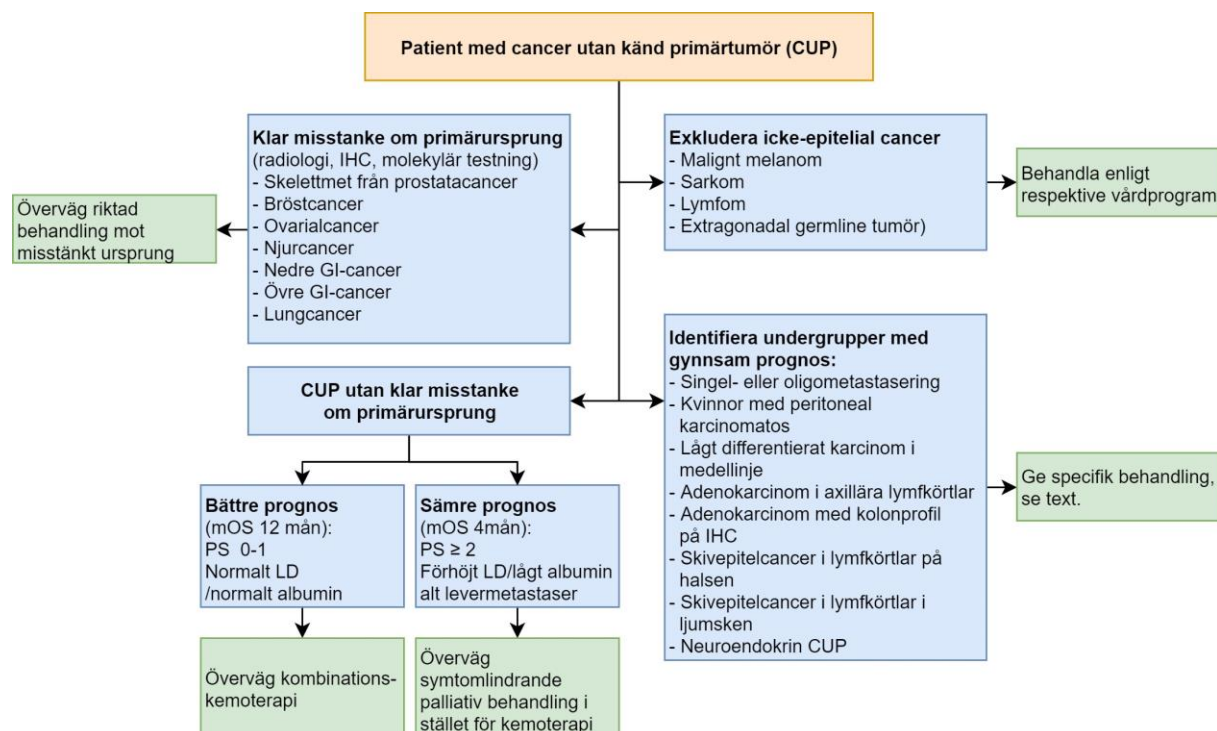 Patient med cancer utan känd primärtumör (CUP)
Klar misstanke om primärursprung
(radiologi, IHC, molekylär testning)
- Skelettmet från prostatacancer
- Bröstcancer
- Ovarialcancer
- Njurcancer
- Nedre GI-cancer
- Övre GI-cancer
- Lungcancer
Överväg riktad
behandling mot
misstänkt ursprung
Exkludera icke-epitelial cancer
- Malignt melanom
- Sarkom
- Lymfom
- Extragonadal germline tumör)
Behandla enligt
respektive vårdprogram
CUP utan klar misstanke
om primärursprung
Identifiera undergrupper med
gynnsam prognos:
- Singel- eller oligometastasering
- Kvinnor med peritoneal
karcinomatos
- Lågt differentierat karcinom i
medellinje
- Adenokarcinom i axillära lymfkörtlar
- Adenokarcinom med kolonprofil
på IHC
- Skivepitelcancer i lymfkörtlar på
halsen
- Skivepitelcancer i lymfkörtlar i
ljumsken
- Neuroendokrin CUP
Ge specifik behandling,
se text.
Bättre prognos
(mOS 12 mån):
PS 0-1
Normalt LD
/normalt albumin
Sämre prognos
(mOS 4mån):
PS ≥ 2
Förhöjt LD/lågt albumin
alt levermetastaser
Överväg kombinations-
kemoterapi
Överväg
symtomlindrande
palliativ behandling i
stället för kemoterapi